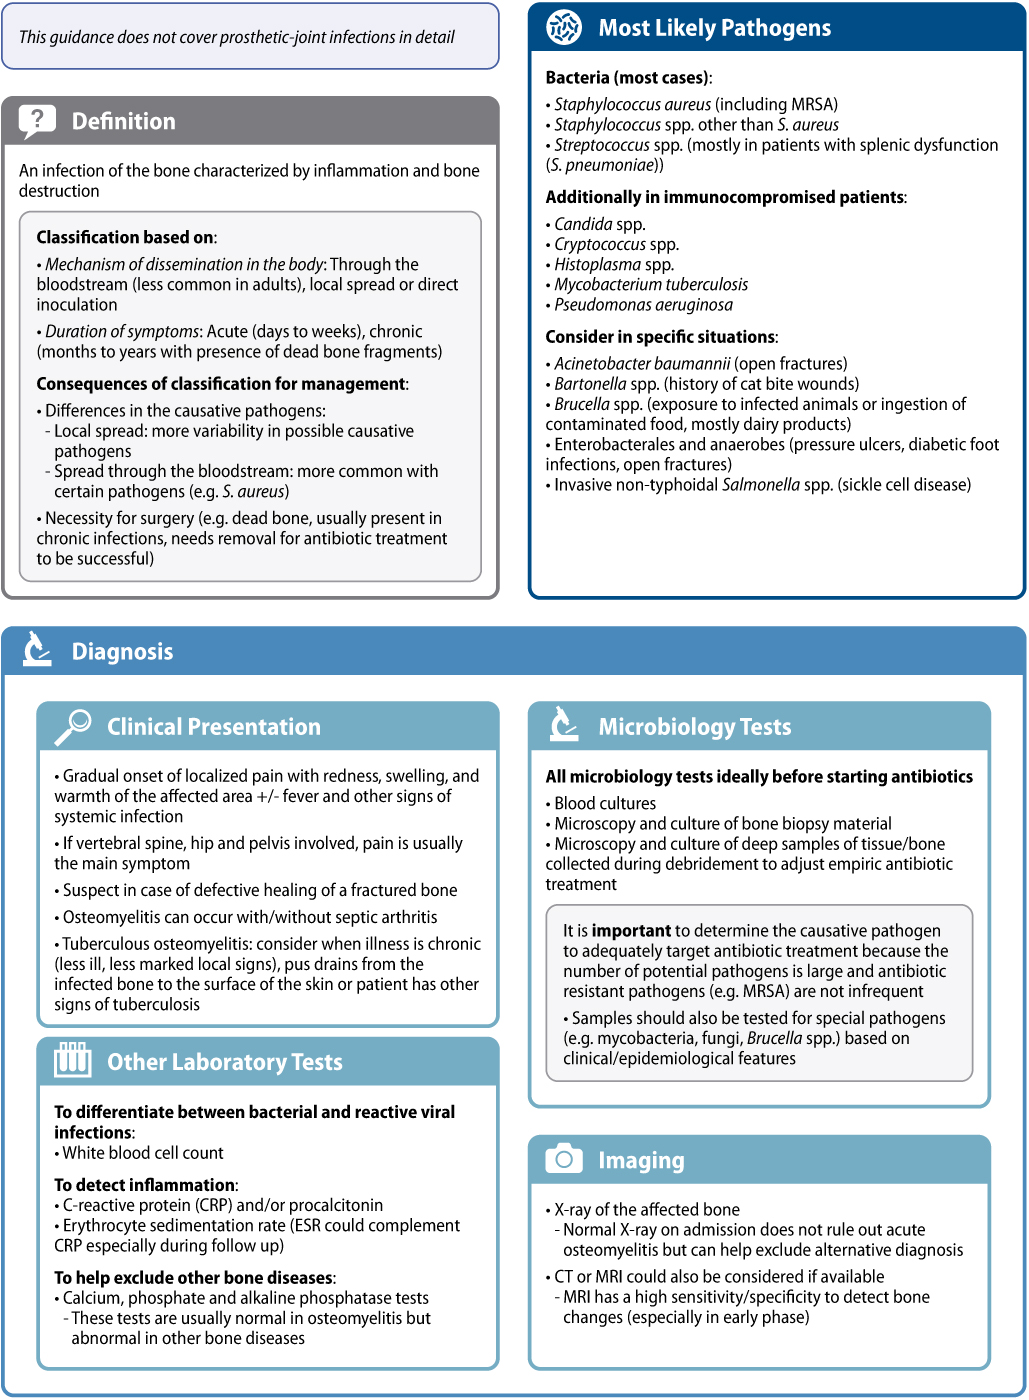 This guidance does not cover prosthetic-joint infections in detail
Definition
An infection of the bone characterized by inflammation and bone
destruction
Classification based on:
• Mechanism of dissemination in the body: Through the
bloodstream (less common in adults), local spread or direct
inoculation
• Duration of symptoms: Acute (days to weeks), chronic
(months to years with presence of dead bone fragments)
Consequences of classification for management:
• Differences in the causative pathogens:
- Local spread: more variability in possible causative
pathogens
- Spread through the bloodstream: more common with
certain pathogens (e.g. S. aureus)
• Necessity for surgery (e.g. dead bone, usually present in
chronic infections, needs removal for antibiotic treatment
to be successful)
Most Likely Pathogens
Bacteria (most cases):
• Staphylococcus aureus (including MRSA)
• Staphylococcus spp. other than S. aureus
• Streptococcus spp. (mostly in patients with splenic dysfunction
(S. pneumoniae))
Additionally in immunocompromised patients:
• Candida spp.
• Cryptococcus spp.
• Histoplasma spp.
• Mycobacterium tuberculosis
• Pseudomonas aeruginosa
Consider in specific situations:
• Acinetobacter baumannii (open fractures)
• Bartonella spp. (history of cat bite wounds)
• Brucella spp. (exposure to infected animals or ingestion of
contaminated food, mostly dairy products)
• Enterobacterales and anaerobes (pressure ulcers, diabetic foot
infections, open fractures)
• Invasive non-typhoidal Salmonella spp. (sickle cell disease)
Diagnosis
Clinical Presentation
• Gradual onset of localized pain with redness, swelling, and
warmth of the affected area +/- fever and other signs of
systemic infection
• If vertebral spine, hip and pelvis involved, pain is usually
the main symptom
• Suspect in case of defective healing of a fractured bone
• Osteomyelitis can occur with/without septic arthritis
• Tuberculous osteomyelitis: consider when illness is chronic
(less ill, less marked local signs), pus drains from the
infected bone to the surface of the skin or patient has other
signs of tuberculosis
Other Laboratory Tests
To differentiate between bacterial and reactive viral
infections:
• White blood cell count
To detect inflammation:
• C-reactive protein (CRP) and/or procalcitonin
• Erythrocyte sedimentation rate (ESR could complement
CRP especially during follow up)
To help exclude other bone diseases:
• Calcium, phosphate and alkaline phosphatase tests
- These tests are usually normal in osteomyelitis but
abnormal in other bone diseases
Microbiology Tests
All microbiology tests ideally before starting antibiotics
• Blood cultures
• Microscopy and culture of bone biopsy material
• Microscopy and culture of deep samples of tissue/bone
collected during debridement to adjust empiric antibiotic
treatment
It is important to determine the causative pathogen
to adequately target antibiotic treatment because the
number of potential pathogens is large and antibiotic
resistant pathogens (e.g. MRSA) are not infrequent
• Samples should also be tested for special pathogens
(e.g. mycobacteria, fungi, Brucella spp.) based on
clinical/epidemiological features
Imaging
• X-ray of the affected bone
- Normal X-ray on admission does not rule out acute
osteomyelitis but can help exclude alternative diagnosis
• CT or MRI could also be considered if available
- MRI has a high sensitivity/specificity to detect bone
changes (especially in early phase)